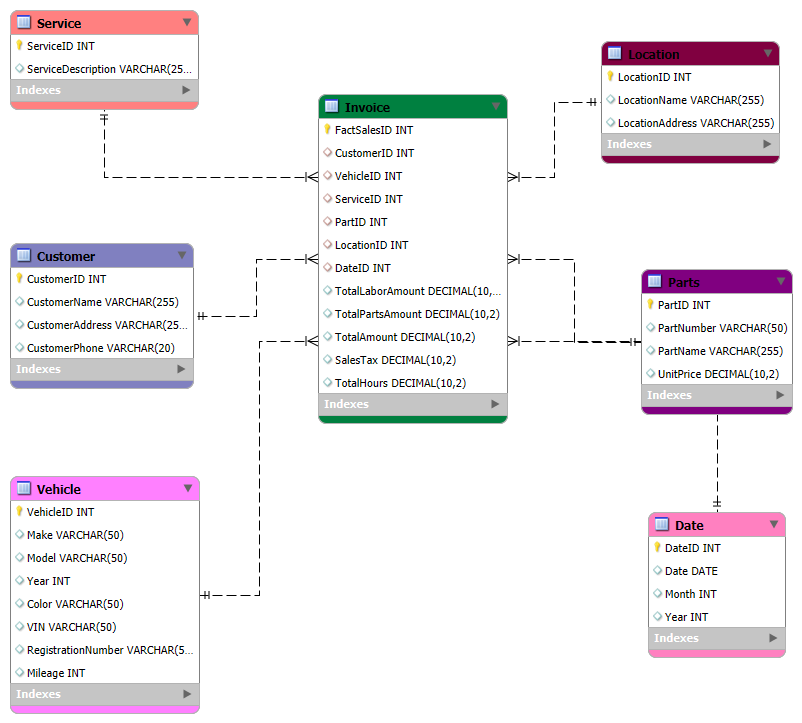 Service
ServiceID INT
ServiceDescription VARCHAR(25...
Indexes
Customer
CustomerID INT
CustomerName VARCHAR(255)
CustomerAddress VARCHAR(25...
CustomerPhone VARCHAR(20)
Indexes
Vehicle
VehicleID INT
Make VARCHAR(50)
Model VARCHAR(50)
Year INT
Color VARCHAR(50)
VIN VARCHAR(50)
RegistrationNumber VARCHAR(5...
Mileage INT
Indexes
Invoice
FactSalesID INT
CustomerID INT
VehicleID INT
ServiceID INT
PartID INT
LocationID INT
DateID INT
TotalLaborAmount DECIMAL(10,...
TotalPartsAmount DECIMAL(10,2)
TotalAmount DECIMAL(10,2)
SalesTax DECIMAL(10,2)
TotalHours DECIMAL(10,2)
Indexes
Location
LocationID INT
LocationName VARCHAR(255)
LocationAddress VARCHAR(255)
Indexes
Parts
PartID INT
PartNumber VARCHAR(50)
PartName VARCHAR(255)
UnitPrice DECIMAL(10,2)
Indexes
Date
DateID INT
Date DATE
Month INT
Year INT
Indexes